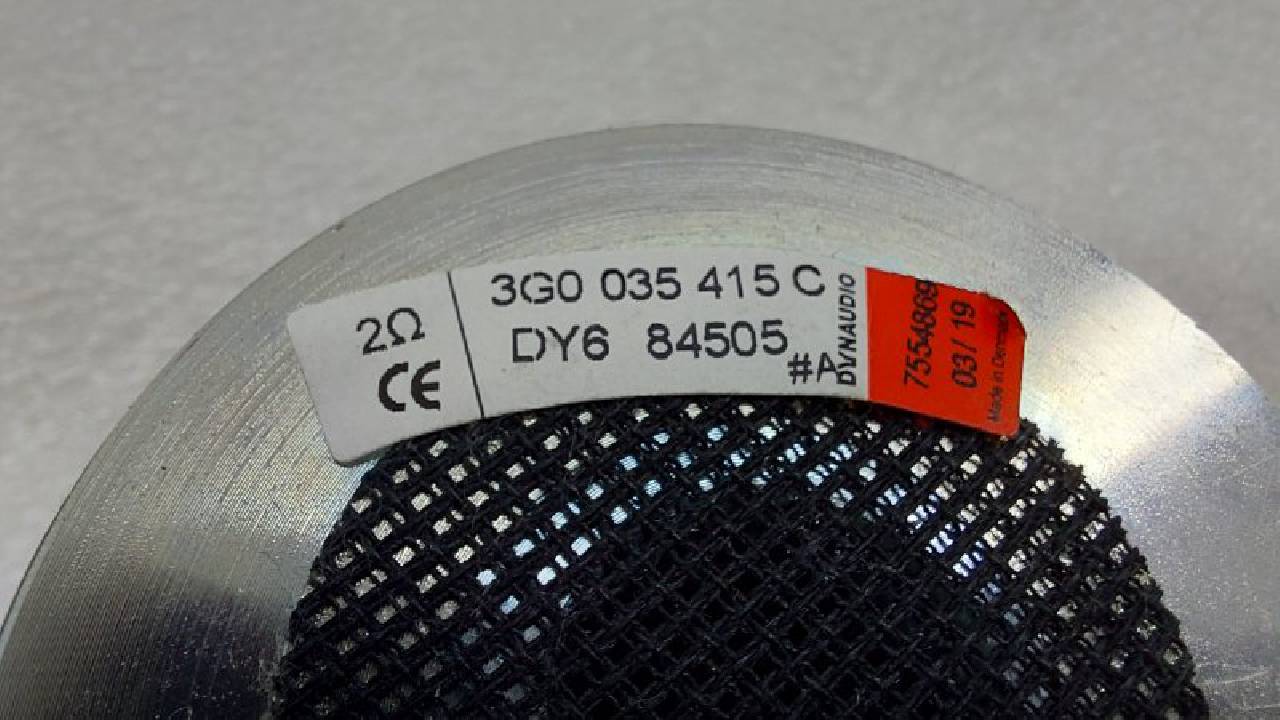 2Ω
CE
3G0 035 415 C
DY6 84505
#A
DYNAUDIO
7554869
03/ 19
Made in Denmark